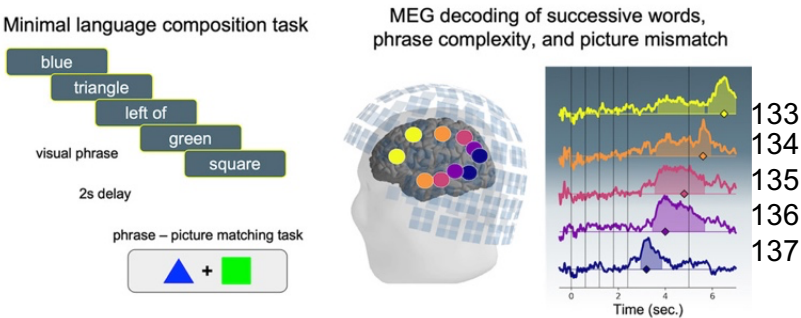 Minimal language composition task
blue
triangle
left of
green
square
visual phrase
2s delay
phrase – picture matching task
+
MEG decoding of successive words,
phrase complexity, and picture mismatch
133
134
135
136
137
0 2 4 6
Time (sec.)